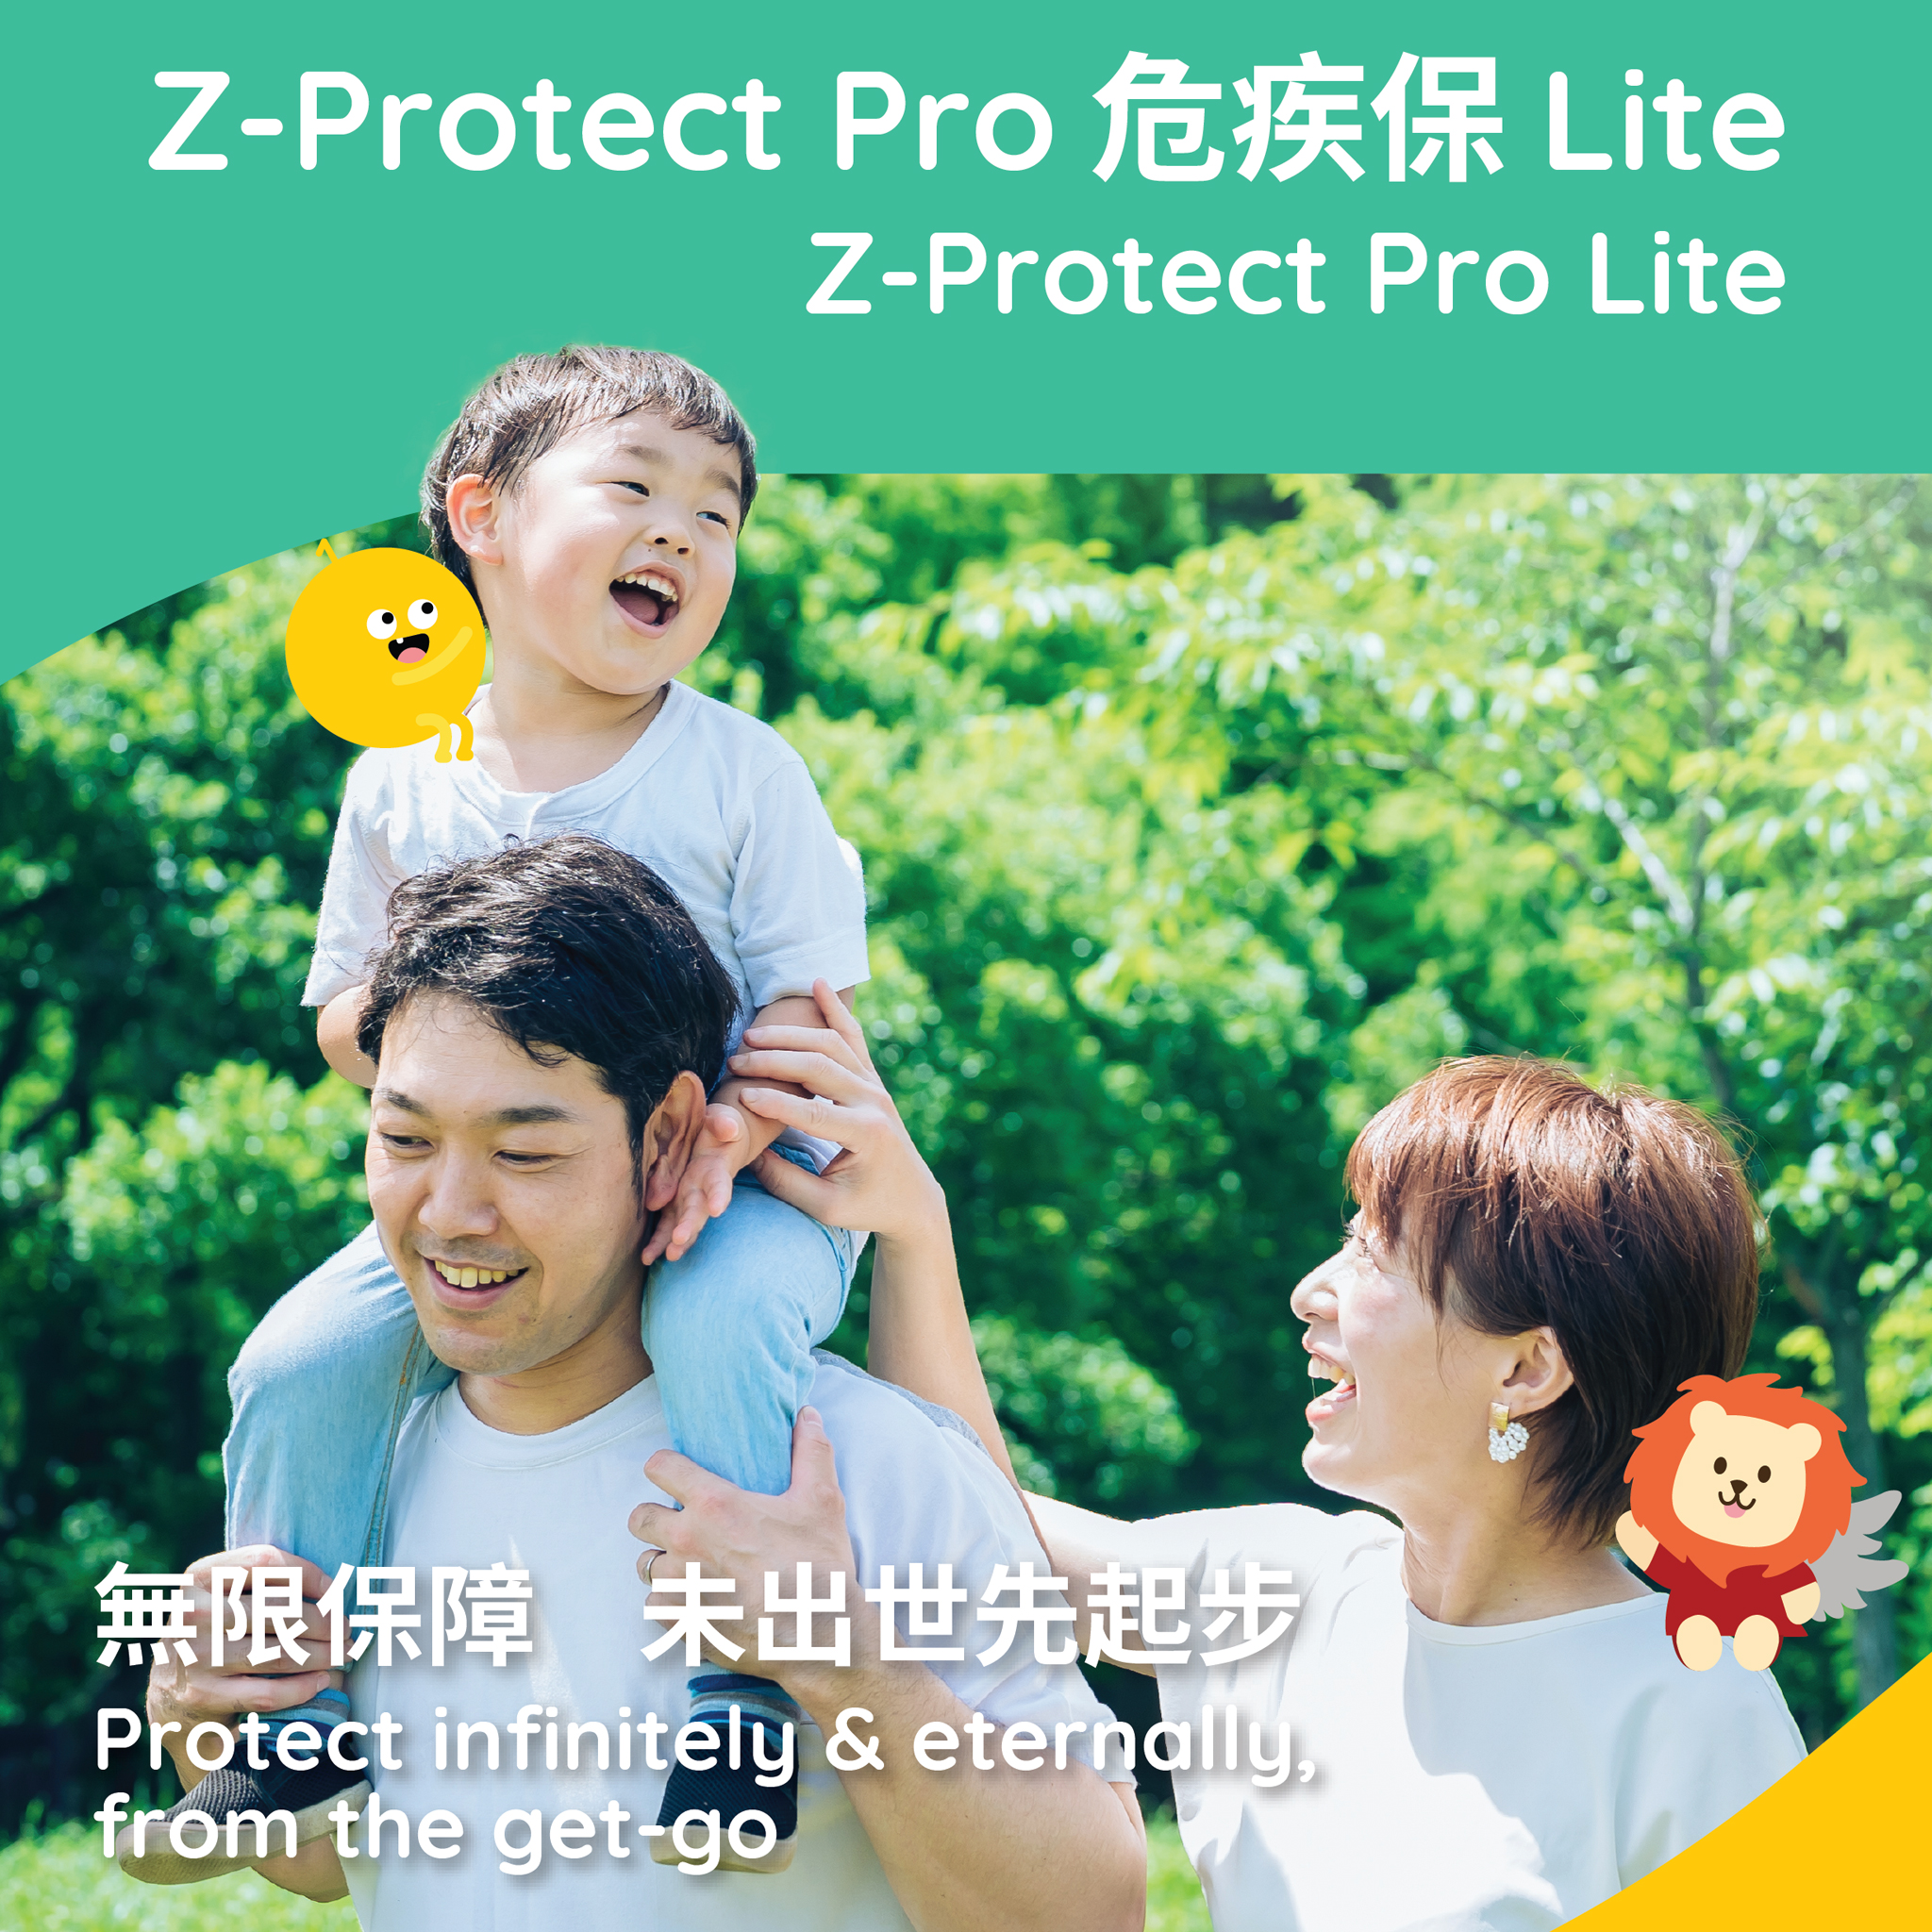 Z-Protect Pro 危疾保 Lite
Z-Protect Pro Lite
無限保障　未出世先起步
Protect infinitely & eternally,
from the get-go